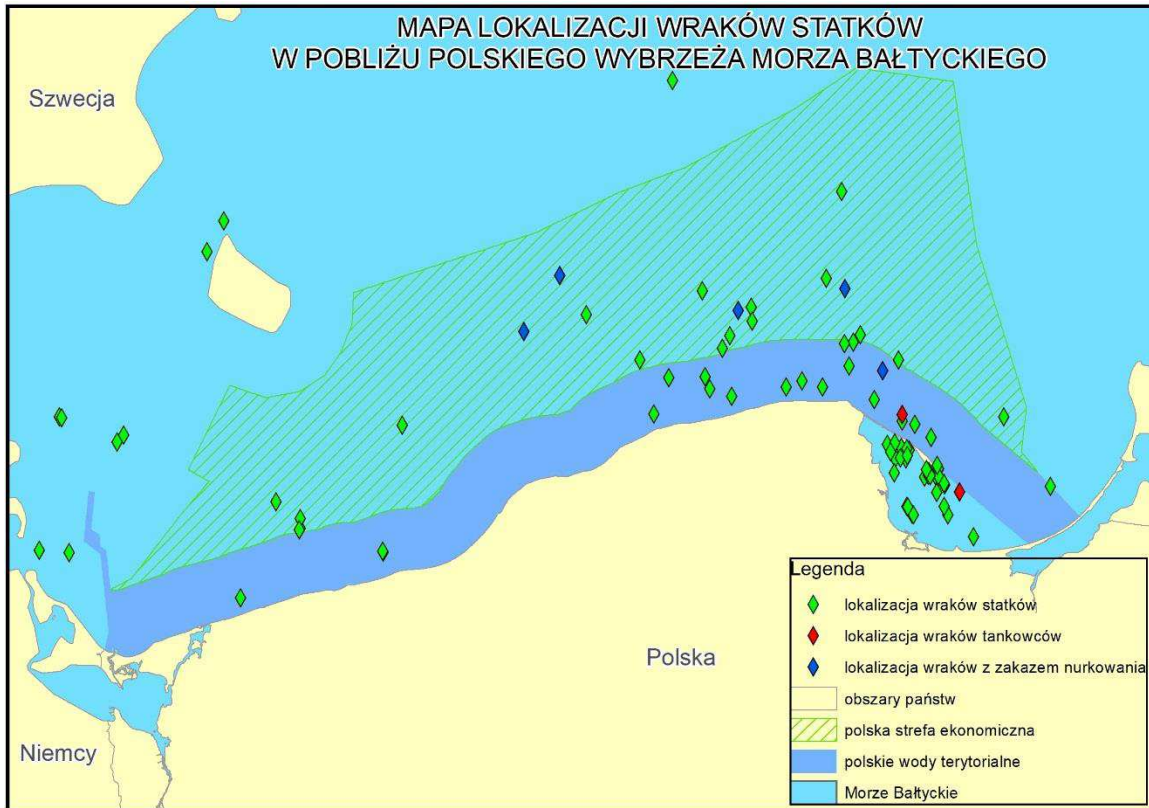 MAPA LOKALIZACJI WRAKÓW STATKÓW
W POBLIŻU POLSKIEGO WYBRZEŻA MORZA BAŁTYCKIEGO
Szwecja
Polska
Niemcy
Legenda
lokalizacja wraków statków
lokalizacja wraków tankowców
lokalizacja wraków z zakazem nurkowania
obszary państw
polska strefa ekonomiczna
polskie wody terytorialne
Morze Bałtyckie